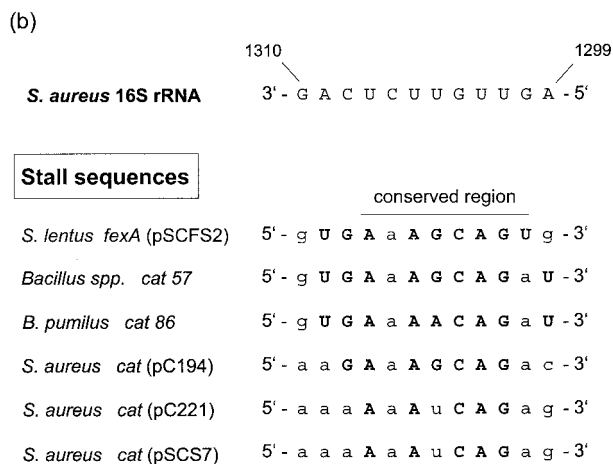 (b)
1310 1299
S. aureus 16S rRNA 3'- G A C U C U U G U U G A -5'
Stall sequences
conserved region
S. lentus fexA (pSCFS2) 5'- g U G A a A G C A G U g -3'
Bacillus spp. cat 57 5'- g U G A a A G C A G a U -3'
B. pumilus cat 86 5'- g U G A a A A C A G a U -3'
S. aureus cat (pC194) 5'- a a G A a A G C A G a c -3'
S. aureus cat (pC221) 5'- a a a A a A u C A G a g -3'
S. aureus cat (pSCS7) 5'- a a a A a A u C A G a g -3'